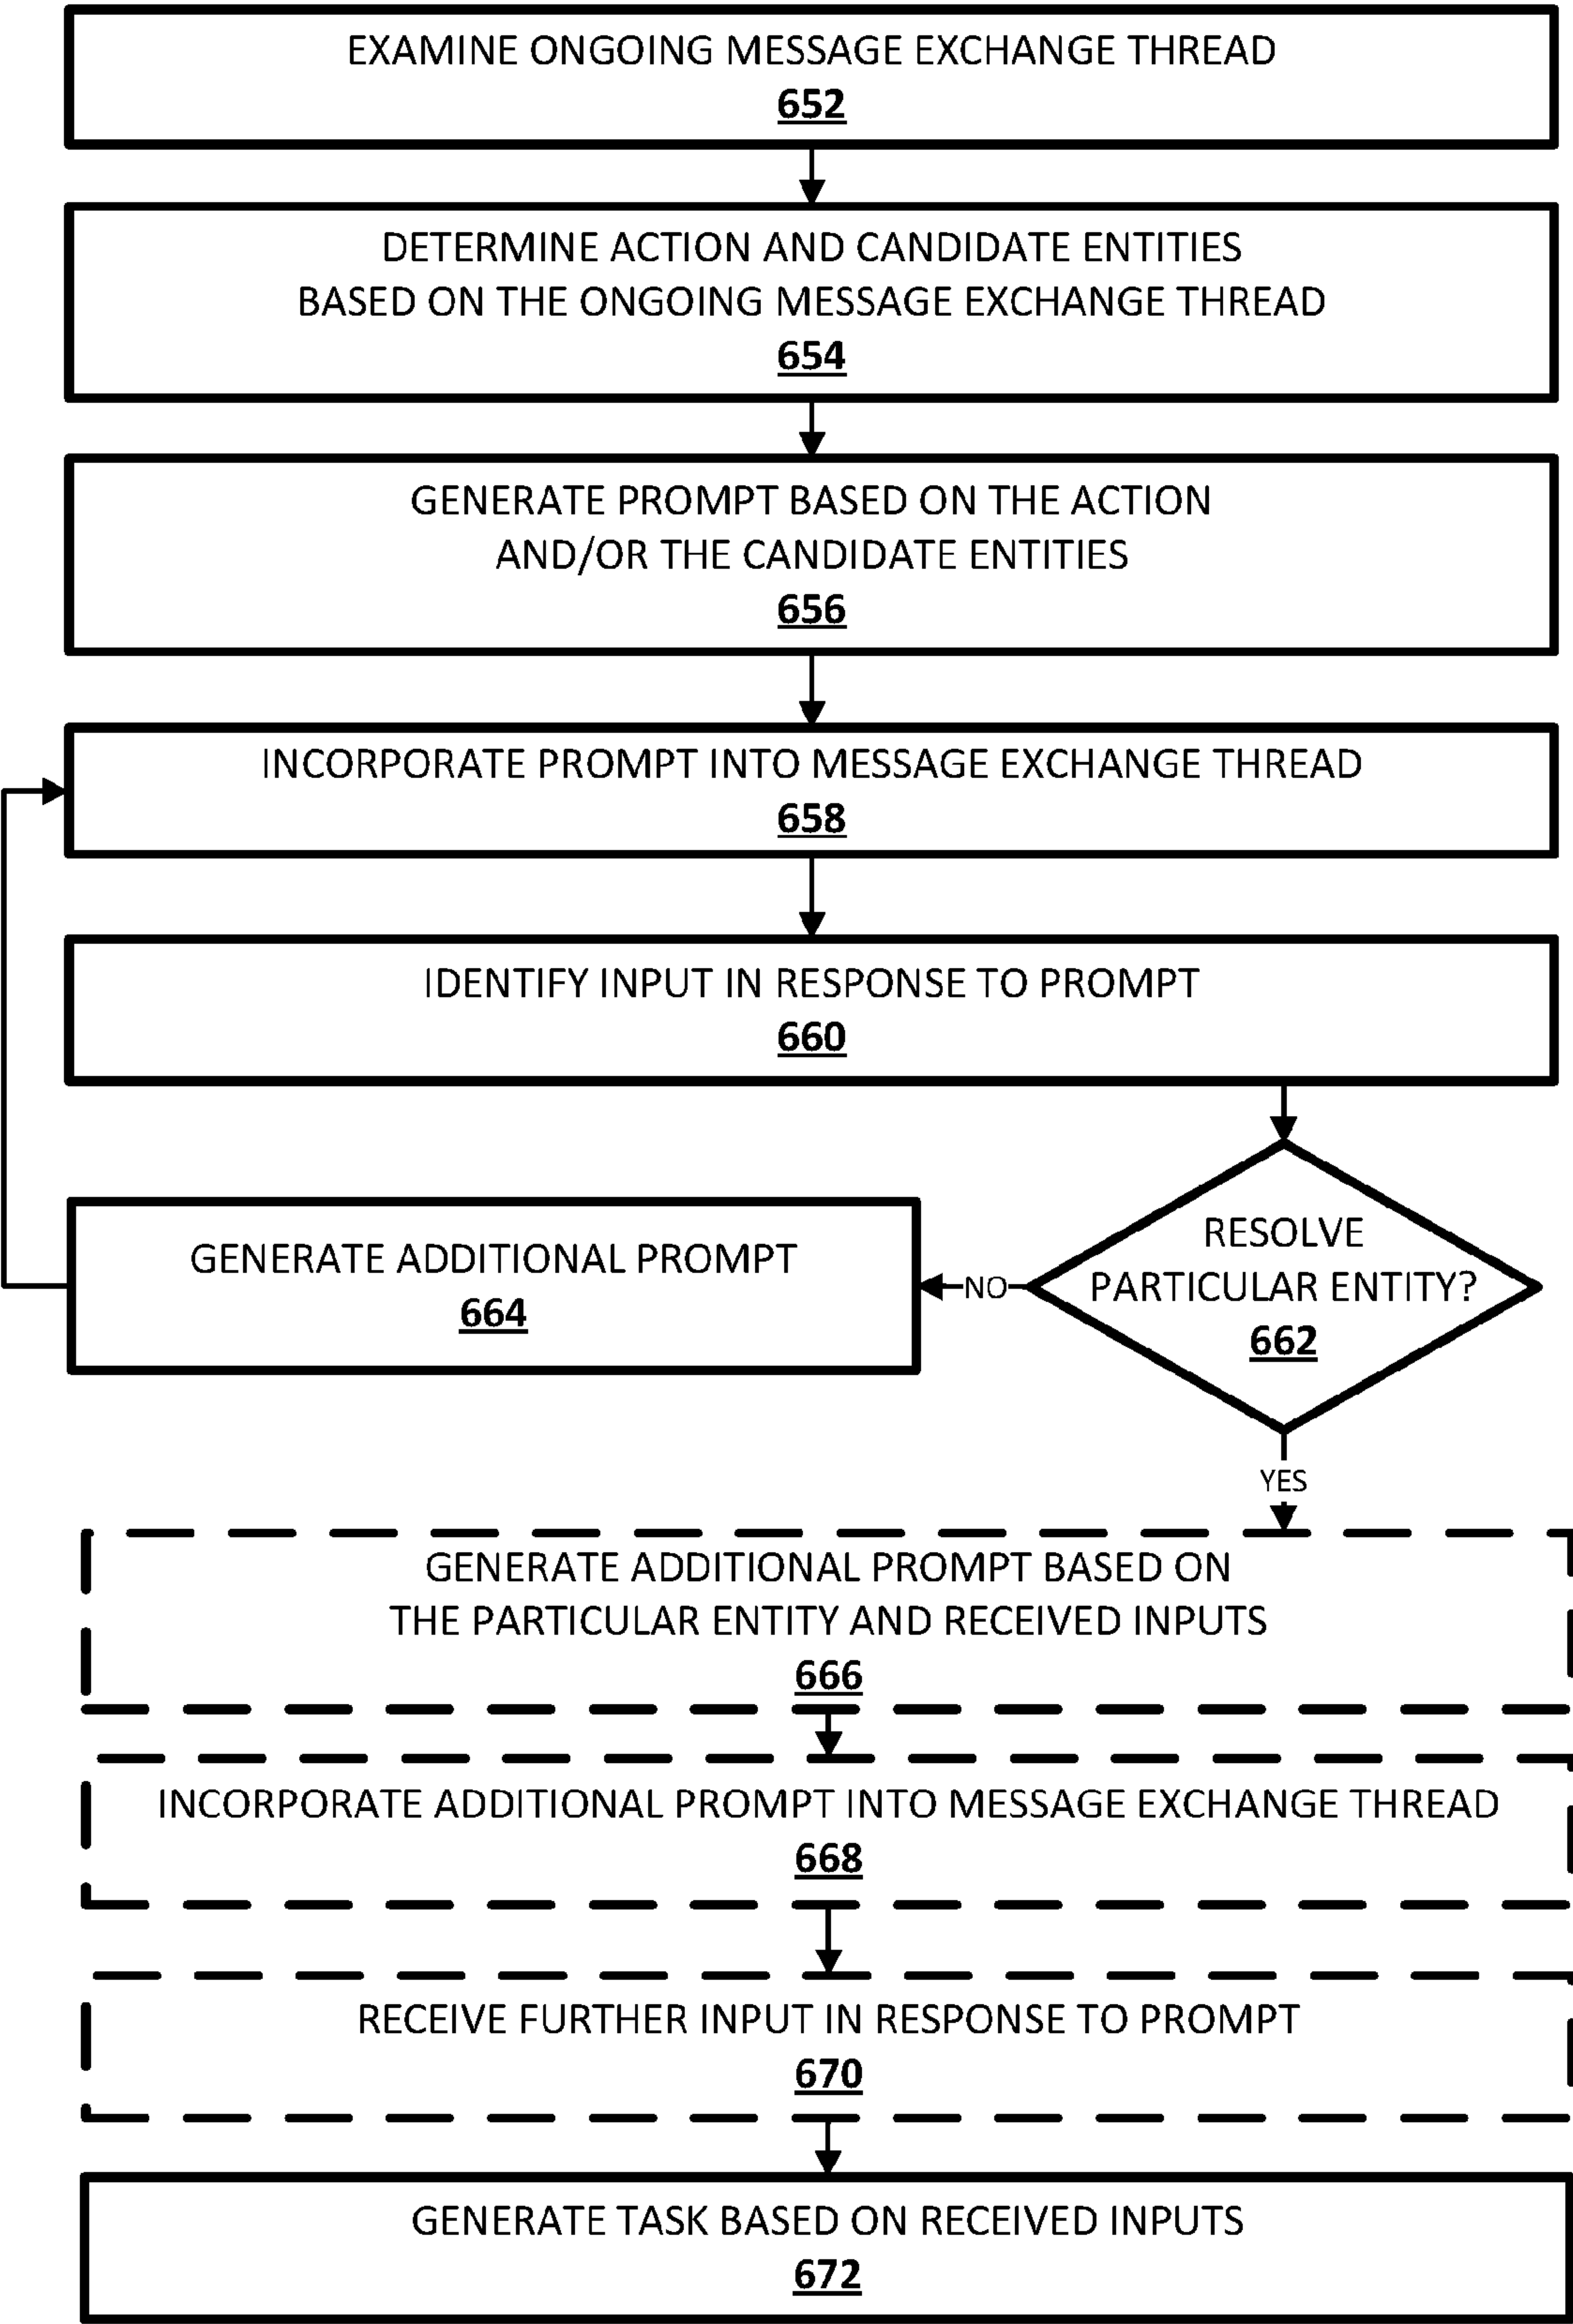 EXAMINE ONGOING MESSAGE EXCHANGE THREAD
652
DETERMINE ACTION AND CANDIDATE ENTITIES
BASED ON THE ONGOING MESSAGE EXCHANGE THREAD
654
GENERATE PROMPT BASED ON THE ACTION
AND/OR THE CANDIDATE ENTITIES
656
INCORPORATE PROMPT INTO MESSAGE EXCHANGE THREAD
658
IDENTIFY INPUT IN RESPONSE TO PROMPT
660
RESOLVE
PARTICULAR ENTITY?
662
NO
GENERATE ADDITIONAL PROMPT
664
YES
GENERATE ADDITIONAL PROMPT BASED ON
THE PARTICULAR ENTITY AND RECEIVED INPUTS
666
INCORPORATE ADDITIONAL PROMPT INTO MESSAGE EXCHANGE THREAD
668
RECEIVE FURTHER INPUT IN RESPONSE TO PROMPT
670
GENERATE TASK BASED ON RECEIVED INPUTS
672